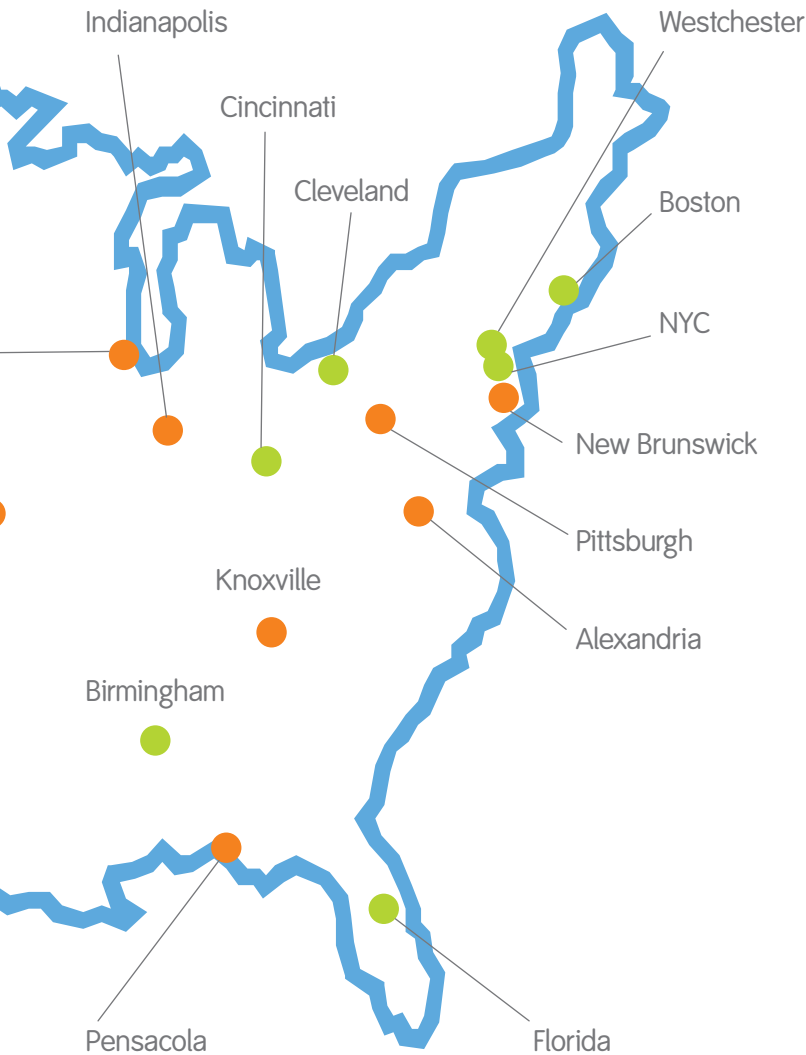 Indianapolis
Westchester
Cincinnati
Cleveland
Boston
NYC
New Brunswick
Pittsburgh
Knoxville
Alexandria
Birmingham
Pensacola
Florida